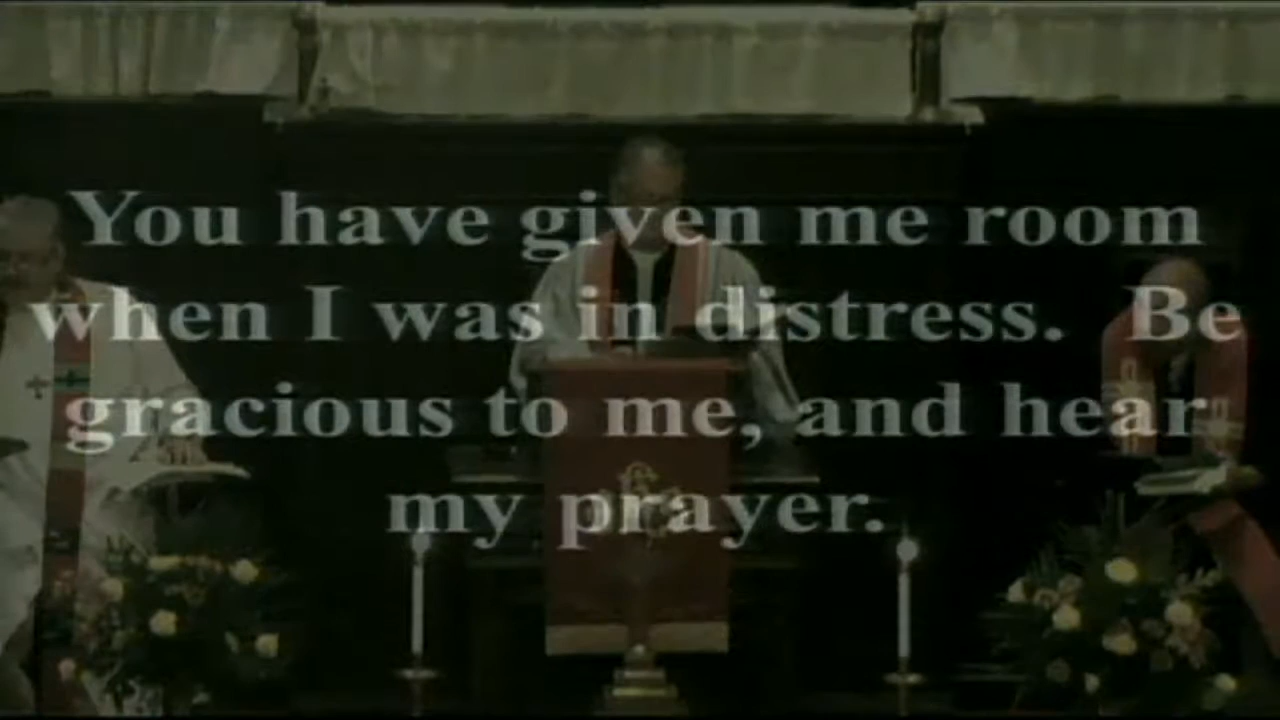 You have given me room
when I was in distress.  Be
gracious to me, and hear
my prayer.